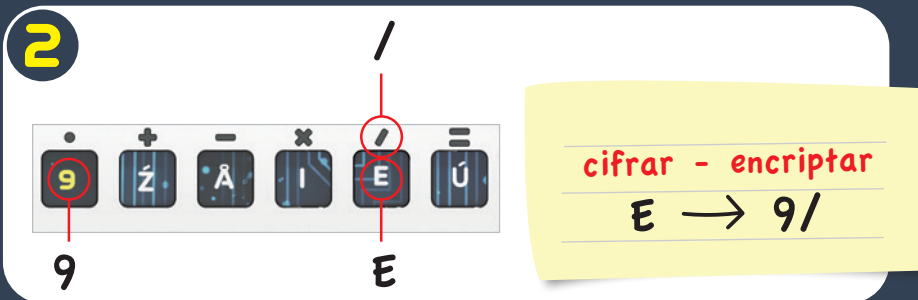 2
/
• + − × / =
9 Ź Å I E Ú
9 E
cifrar - encriptar
E → 9/